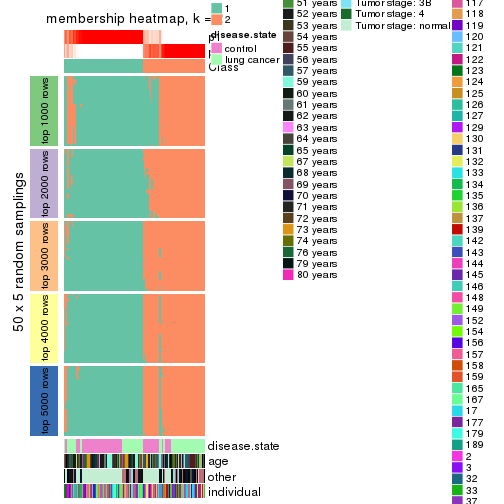 membership heatmap, k =
1
2
disease.state
control
lung cancer
Class
50 x 5 random samplings
top 1000 rows
top 2000 rows
top 3000 rows
top 4000 rows
top 5000 rows
disease.state
age
other
individual
51 years
52 years
53 years
54 years
55 years
56 years
57 years
59 years
60 years
61 years
62 years
63 years
64 years
65 years
67 years
68 years
69 years
70 years
71 years
72 years
73 years
74 years
76 years
79 years
80 years
Tumor stage: 3B
Tumor stage: 4
Tumor stage: normal
117
118
119
120
121
122
123
124
125
126
127
129
130
131
132
133
134
135
136
137
139
142
143
144
145
146
148
149
152
154
156
157
158
159
165
167
17
177
179
189
2
3
32
33
37